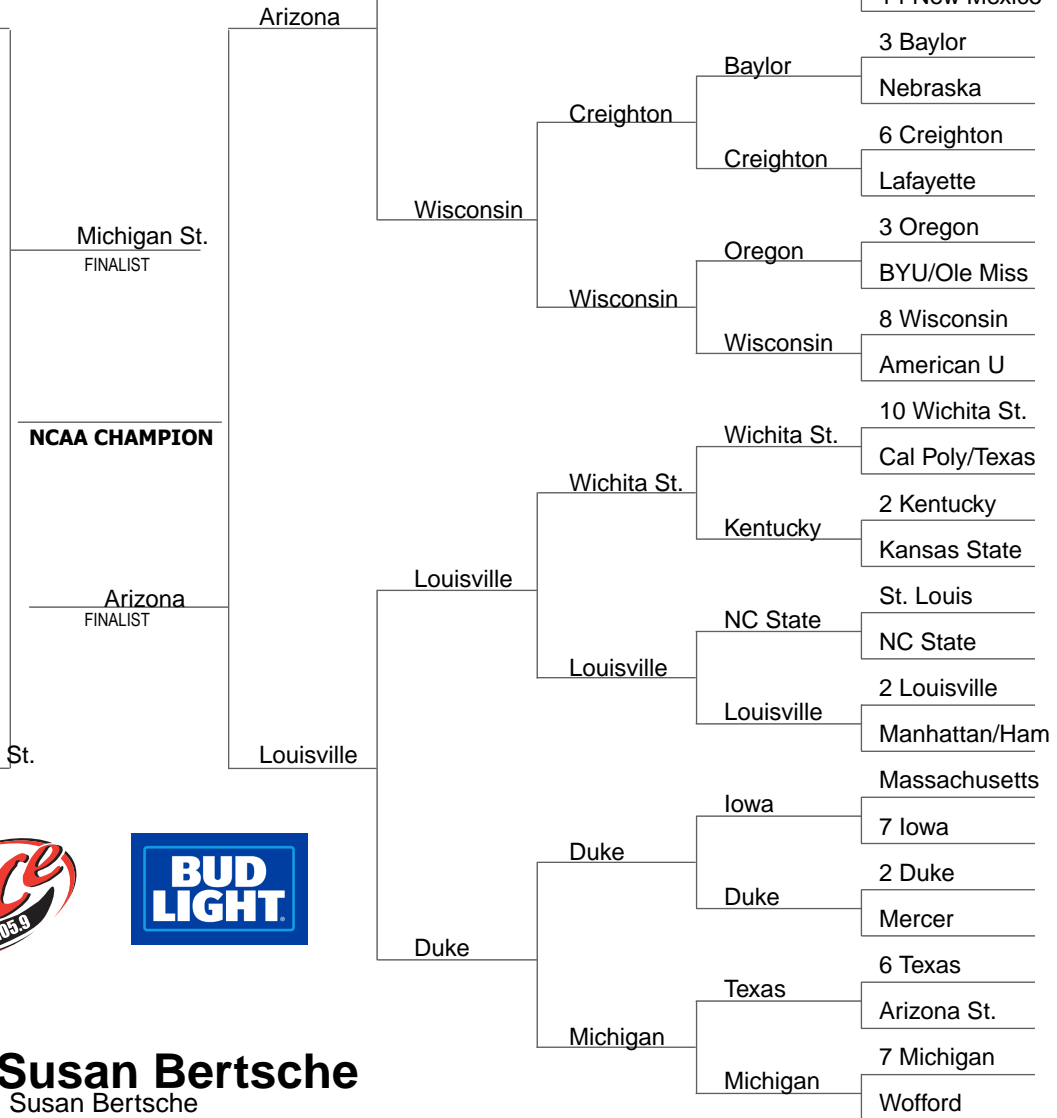 Arizona
3 Baylor
Baylor
Nebraska
Creighton
6 Creighton
Creighton
Lafayette
Wisconsin
3 Oregon
Michigan St.
FINALIST
Oregon
BYU/Ole Miss
Wisconsin
8 Wisconsin
Wisconsin
American U
10 Wichita St.
NCAA CHAMPION
Wichita St.
Cal Poly/Texas
Wichita St.
2 Kentucky
Kentucky
Kansas State
Louisville
St. Louis
Arizona
FINALIST
NC State
NC State
Louisville
2 Louisville
Louisville
Manhattan/Ham
St.
Louisville
Massachusetts
Iowa
7 Iowa
Duke
2 Duke
Duke
Mercer
105.9
BUD
LIGHT
Duke
6 Texas
Texas
Arizona St.
Michigan
7 Michigan
Michigan
Wofford
Susan Bertsche
Susan Bertsche